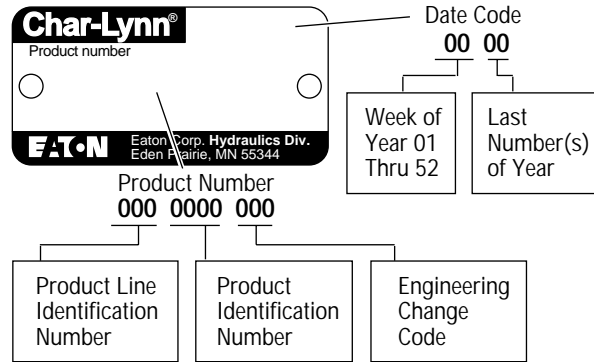 Char-Lynn®
Product number
EATON
Eaton Corp. Hydraulics Div.
Eden Prairie, MN 55344
Date Code
00 00
Week of
Year 01
Thru 52
Last
Number(s)
of Year
Product Number
000 0000 000
Product Line
Identification
Number
Product
Identification
Number
Engineering
Change
Code